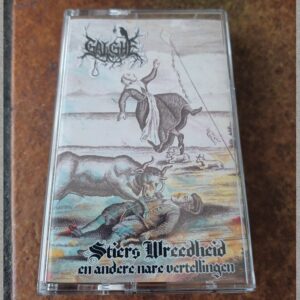 GALGHE
Stiers Wreedheid
en andere nare vertellingen